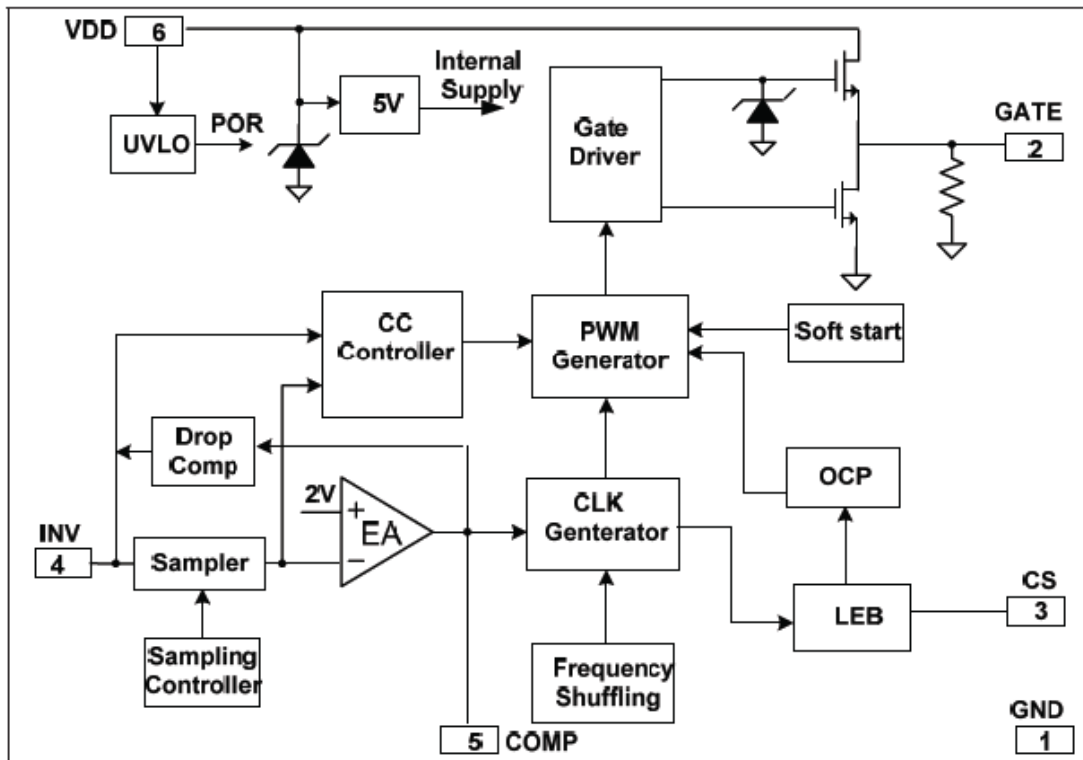 VDD 6
Internal
Supply
5V
POR
UVLO
Gate
Driver
GATE
2
CC
Controller
PWM
Generator
Soft start
Drop
Comp
2V
+
EA
−
CLK
Genterator
OCP
INV
4
Sampler
CS
3
LEB
Sampling
Controller
Frequency
Shuffling
5 COMP
GND
1